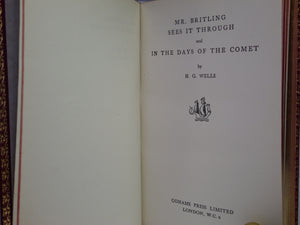 MR. BRITLING
SEES IT THROUGH
and
IN THE DAYS OF THE COMET
by
H. G. WELLS
ODHAMS PRESS LIMITED
LONDON, W.C.2